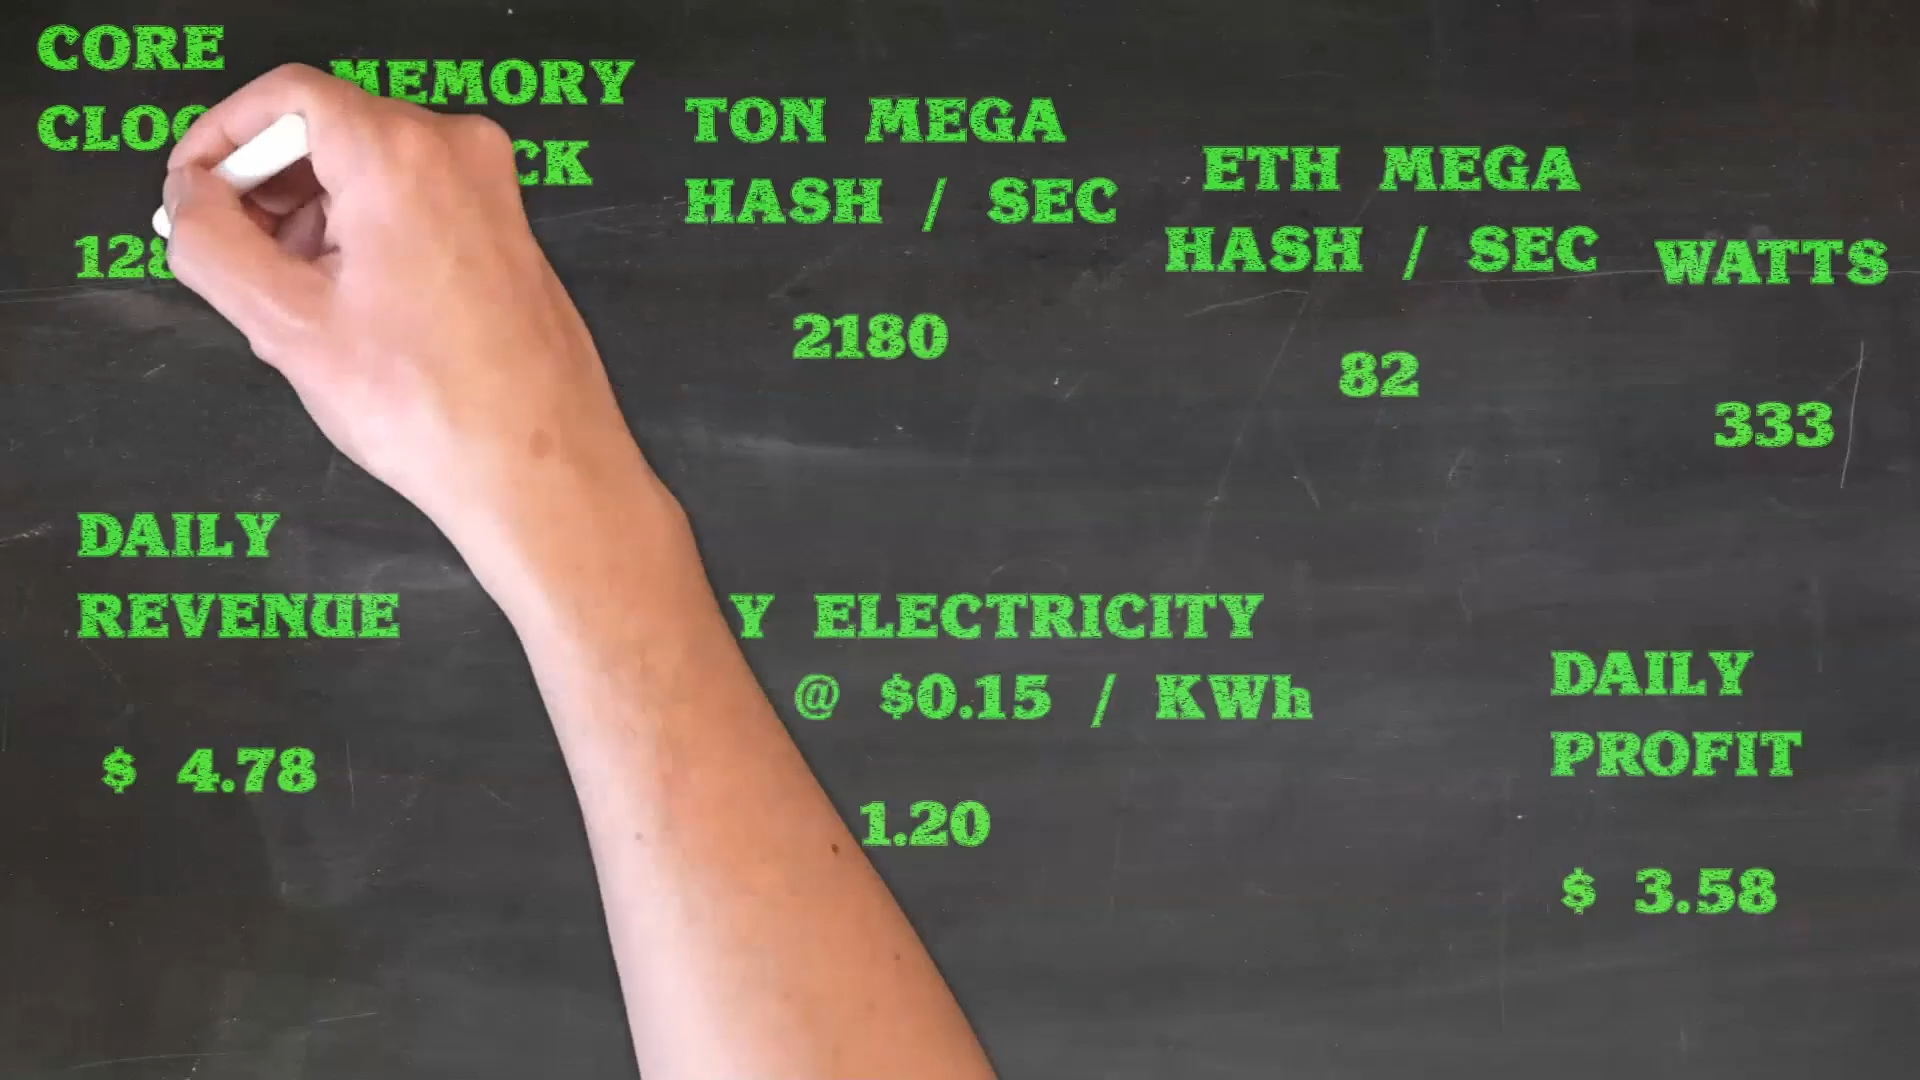 CORE
MEMORY
TON MEGA
HASH / SEC
2180
ETH MEGA
HASH / SEC
82
WATTS
333
DAILY
REVENUE
$ 4.78
ELECTRICITY
@ $0.15 / KWh
1.20
DAILY
PROFIT
$ 3.58